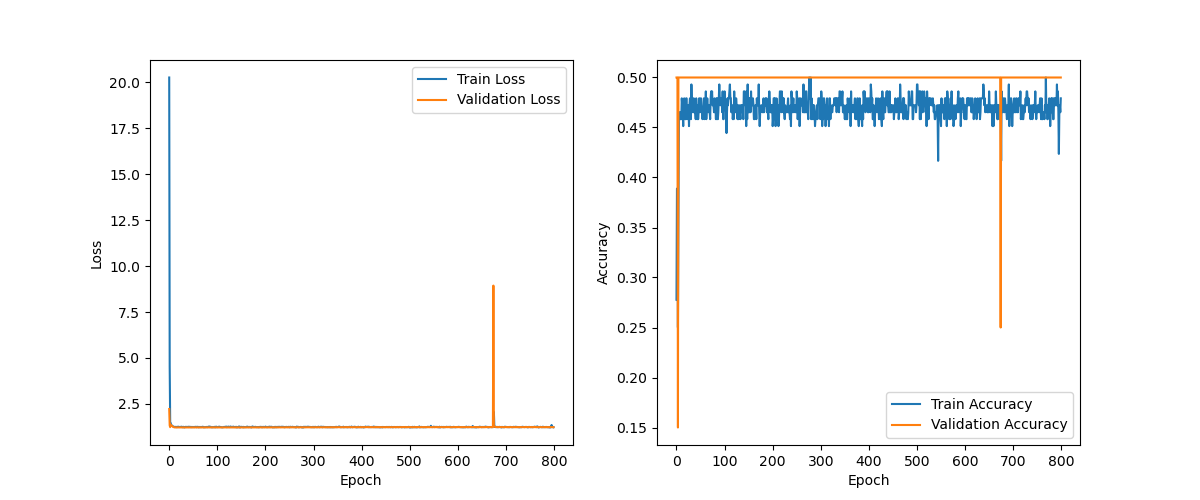 20.0
17.5
15.0
12.5
10.0
7.5
5.0
2.5
Loss
0 100 200 300 400 500 600 700 800
Epoch
Train Loss
Validation Loss
0.50
0.45
0.40
0.35
0.30
0.25
0.20
0.15
Accuracy
0 100 200 300 400 500 600 700 800
Epoch
Train Accuracy
Validation Accuracy